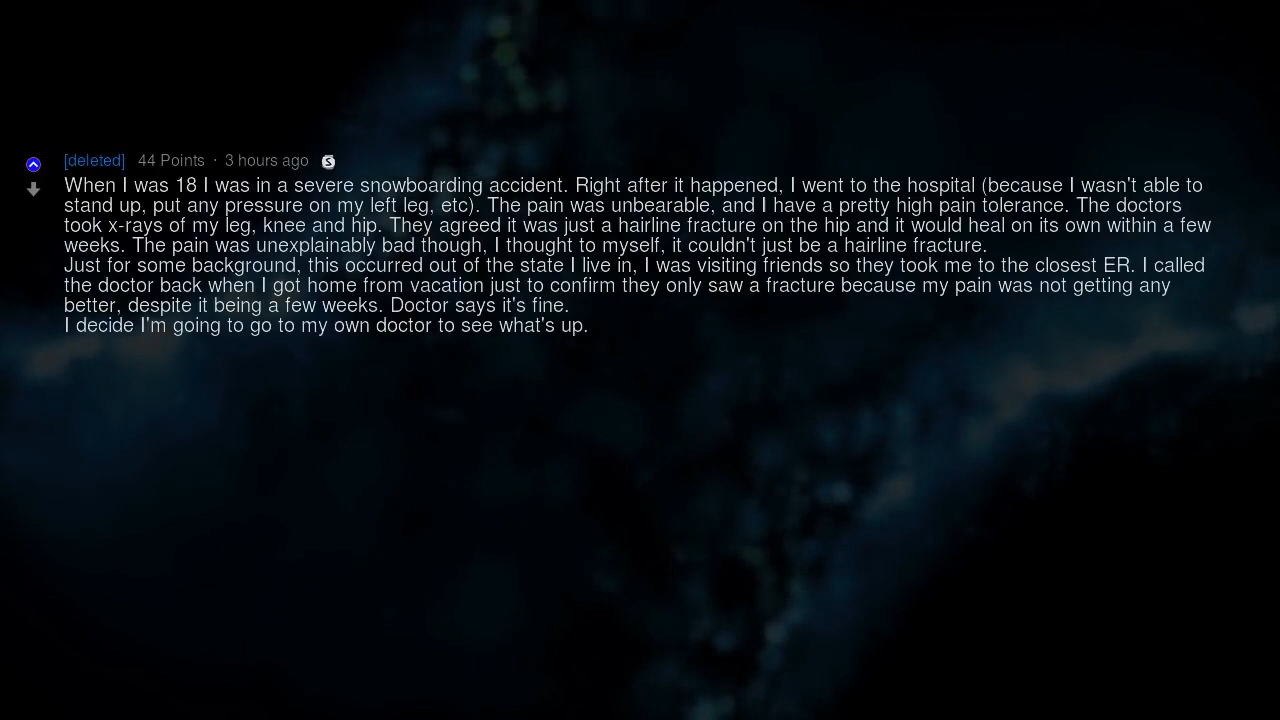 [deleted] 44 Points · 3 hours ago S
When I was 18 I was in a severe snowboarding accident. Right after it happened, I went to the hospital (because I wasn't able to
stand up, put any pressure on my left leg, etc). The pain was unbearable, and I have a pretty high pain tolerance. The doctors
took x-rays of my leg, knee and hip. They agreed it was just a hairline fracture on the hip and it would heal on its own within a few
weeks. The pain was unexplainably bad though, I thought to myself, it couldn't just be a hairline fracture.
Just for some background, this occurred out of the state I live in, I was visiting friends so they took me to the closest ER. I called
the doctor back when I got home from vacation just to confirm they only saw a fracture because my pain was not getting any
better, despite it being a few weeks. Doctor says it's fine.
I decide I'm going to go to my own doctor to see what's up.